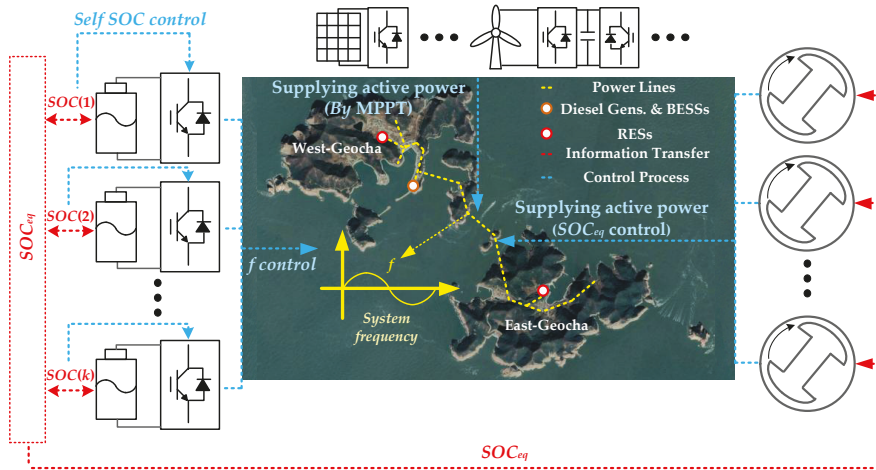 Self SOC control
SOC(1)
SOC(2)
SOC(k)
SOCeq
f control
Supplying active power
(By MPPT)
West-Geocha
Power Lines
Diesel Gens. & BESSs
RESs
Information Transfer
Control Process
Supplying active power
(SOCeq control)
f
System
frequency
East-Geocha
SOCeq